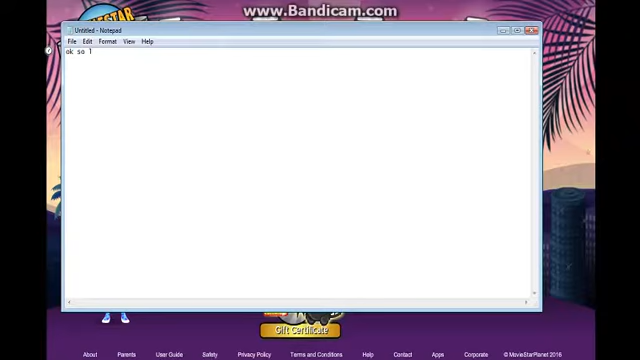 www.Bandicam.com
Untitled - Notepad
File Edit Format View Help
ok so 1
Gift Certificate
About Parents User Guide Safety Privacy Policy Terms and Conditions Help Contact Apps Corporate © MovieStarPlanet 2016